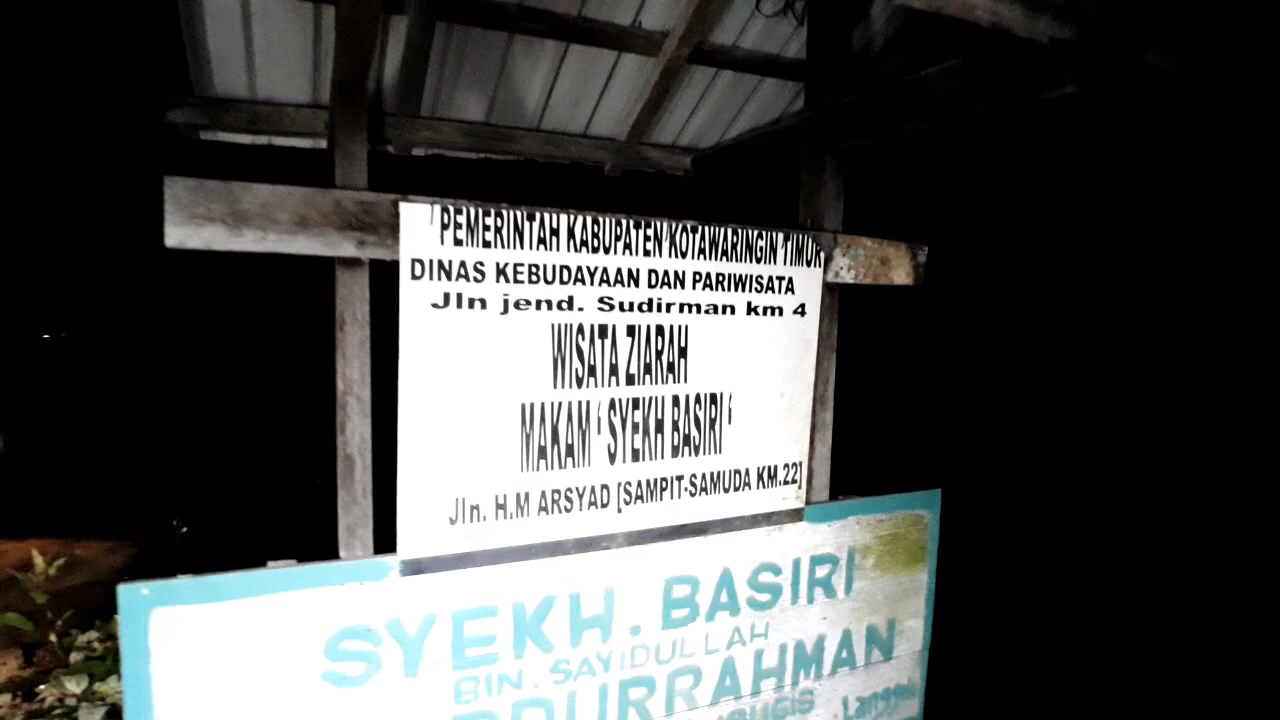 PEMERINTAH KABUPATEN KOTAWARINGIN TIMUR
DINAS KEBUDAYAAN DAN PARIWISATA
Jln jend. Sudirman km 4
WISATA ZIARAH
MAKAM ‘ SYEKH BASIRI ‘
Jln. H.M ARSYAD [SAMPIT-SAMUDA KM.22]
SYEKH. BASIRI
BIN. SAYIDULLAH